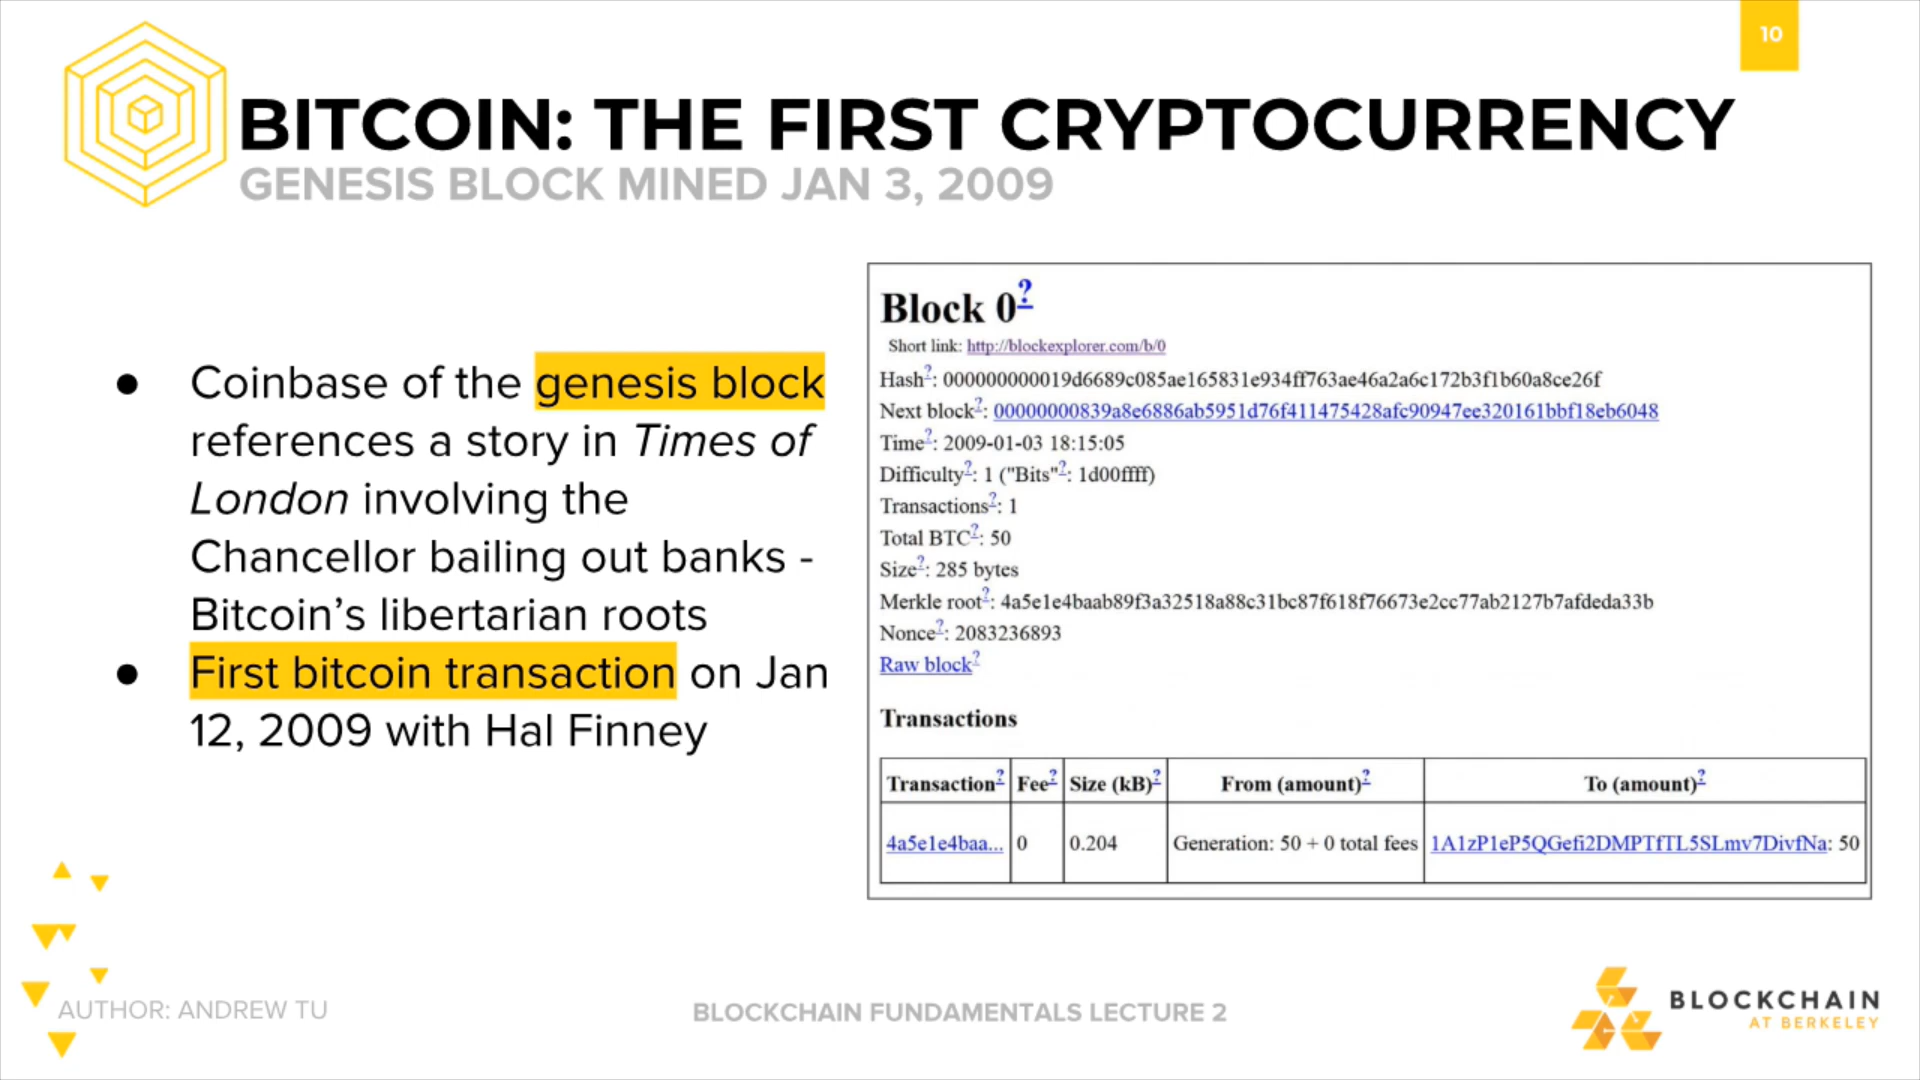 10
BITCOIN: THE FIRST CRYPTOCURRENCY
GENESIS BLOCK MINED JAN 3, 2009
● Coinbase of the genesis block
references a story in Times of
London involving the
Chancellor bailing out banks -
Bitcoin’s libertarian roots
● First bitcoin transaction on Jan
12, 2009 with Hal Finney
Block 0?
Short link: http://blockexplorer.com/b/0
Hash?: 000000000019d6689c085ae165831e934ff763ae46a2a6c172b3f1b60a8ce26f
Next block?: 00000000839a8e6886ab5951d76f411475428afc90947ee320161bbf18eb6048
Time?: 2009-01-03 18:15:05
Difficulty?: 1 ("Bits"?: 1d00ffff)
Transactions?: 1
Total BTC?: 50
Size?: 285 bytes
Merkle root?: 4a5e1e4baab89f3a32518a88c31bc87f618f76673e2cc77ab2127b7afdeda33b
Nonce?: 2083236893
Raw block?
Transactions
Transaction? Fee? Size (kB)? From (amount)? To (amount)?
4a5e1e4baa... 0 0.204 Generation: 50 + 0 total fees 1A1zP1eP5QGefi2DMPTfTL5SLmv7DivfNa: 50
AUTHOR: ANDREW TU
BLOCKCHAIN FUNDAMENTALS LECTURE 2
BLOCKCHAIN
AT BERKELEY